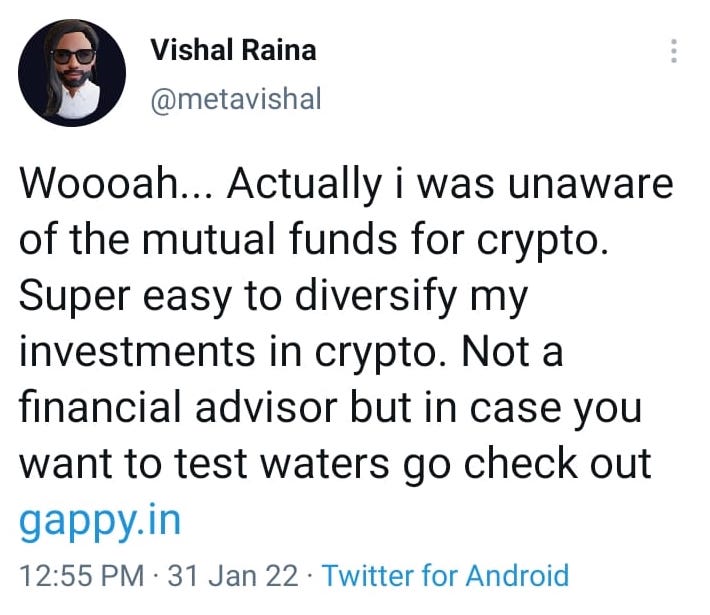 Vishal Raina
@metavishal
Woooah... Actually i was unaware
of the mutual funds for crypto.
Super easy to diversify my
investments in crypto. Not a
financial advisor but in case you
want to test waters go check out
gappy.in
12:55 PM · 31 Jan 22 · Twitter for Android